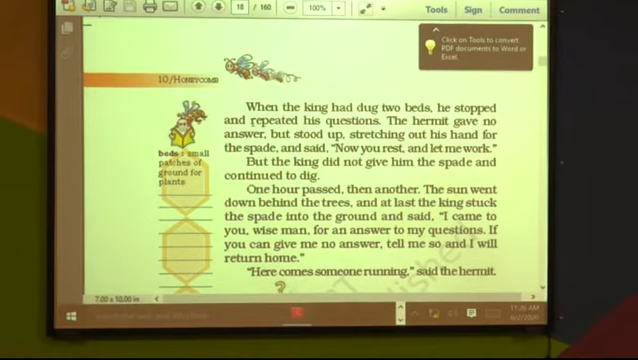 18 / 160
100%
Tools Sign Comment
Click on Tools to convert
PDF documents to Word or
Excel.
10/HONEYCOMB
When the king had dug two beds, he stopped
and repeated his questions. The hermit gave no
answer, but stood up, stretching out his hand for
the spade, and said, “Now you rest, and let me work.”
But the king did not give him the spade and
continued to dig.
beds : small
patches of
ground for
plants
One hour passed, then another. The sun went
down behind the trees, and at last the king stuck
the spade into the ground and said, “I came to
you, wise man, for an answer to my questions. If
you can give me no answer, tell me so and I will
return home.”
“Here comes someone running,” said the hermit.
7.00 x 10.00 in
11:26 AM